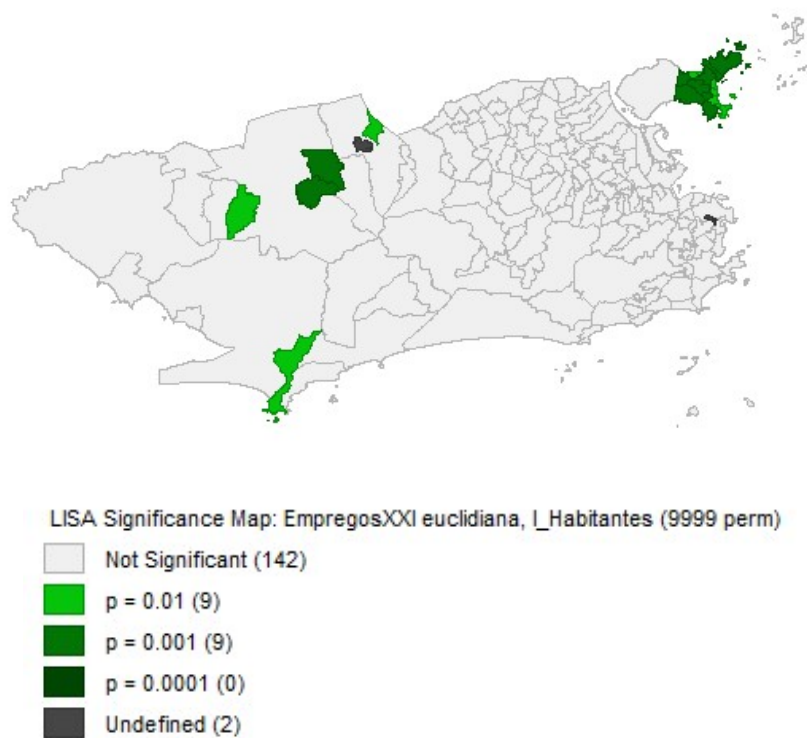 LISA Significance Map: EmpregosXXI euclidiana, I_Habitantes (9999 perm)
Not Significant (142)
p = 0.01 (9)
p = 0.001 (9)
p = 0.0001 (0)
Undefined (2)